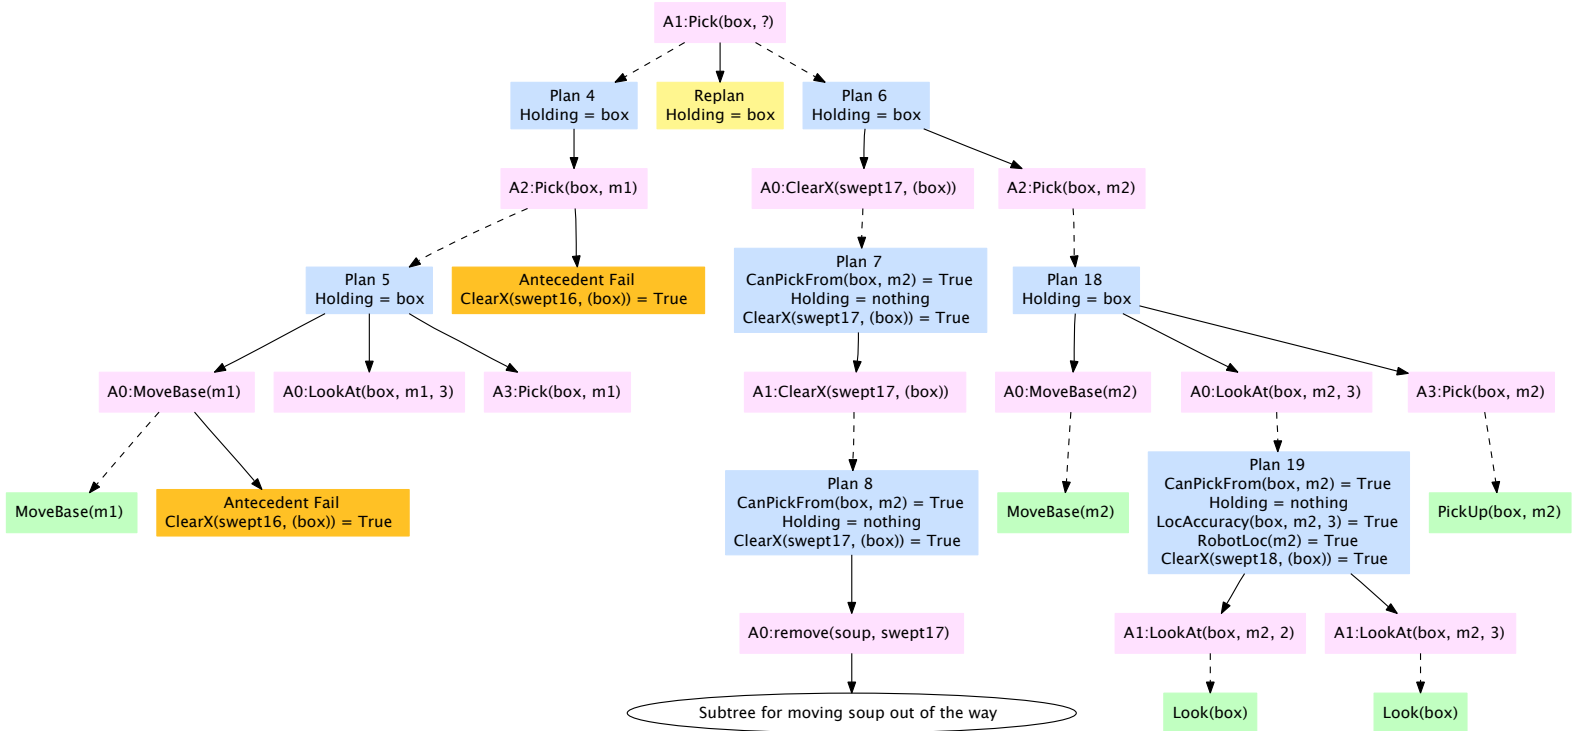 A1:Pick(box, ?)
Plan 4
Holding = box
Replan
Holding = box
Plan 6
Holding = box
A2:Pick(box, m1)
A0:ClearX(swept17, (box))
A2:Pick(box, m2)
Plan 5
Holding = box
Antecedent Fail
ClearX(swept16, (box)) = True
Plan 7
CanPickFrom(box, m2) = True
Holding = nothing
ClearX(swept17, (box)) = True
Plan 18
Holding = box
A0:MoveBase(m1)
A0:LookAt(box, m1, 3)
A3:Pick(box, m1)
A1:ClearX(swept17, (box))
A0:MoveBase(m2)
A0:LookAt(box, m2, 3)
A3:Pick(box, m2)
MoveBase(m1)
Antecedent Fail
ClearX(swept16, (box)) = True
Plan 8
CanPickFrom(box, m2) = True
Holding = nothing
ClearX(swept17, (box)) = True
MoveBase(m2)
Plan 19
CanPickFrom(box, m2) = True
Holding = nothing
LocAccuracy(box, m2, 3) = True
RobotLoc(m2) = True
ClearX(swept18, (box)) = True
PickUp(box, m2)
A0:remove(soup, swept17)
A1:LookAt(box, m2, 2)
A1:LookAt(box, m2, 3)
Subtree for moving soup out of the way
Look(box)
Look(box)